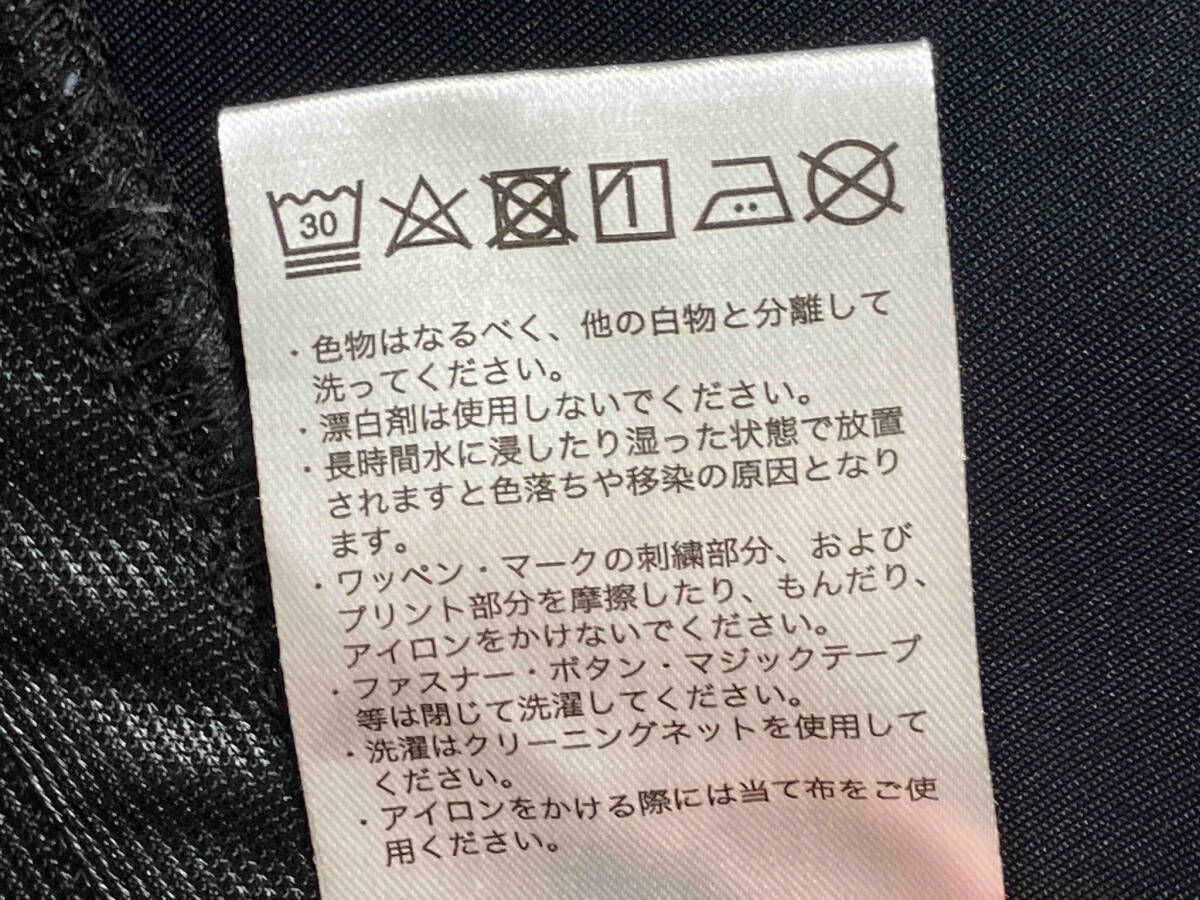 30
・色物はなるべく、他の白物と分離して
洗ってください。
・漂白剤は使用しないでください。
・長時間水に浸したり湿った状態で放置
されますと色落ちや移染の原因となり
ます。
・ワッペン・マークの刺繍部分、および
プリント部分を摩擦したり、もんだり、
アイロンをかけないでください。
・ファスナー・ボタン・マジックテープ
等は閉じて洗濯してください。
・洗濯はクリーニングネットを使用して
ください。
・アイロンをかける際には当て布をご使
用ください。